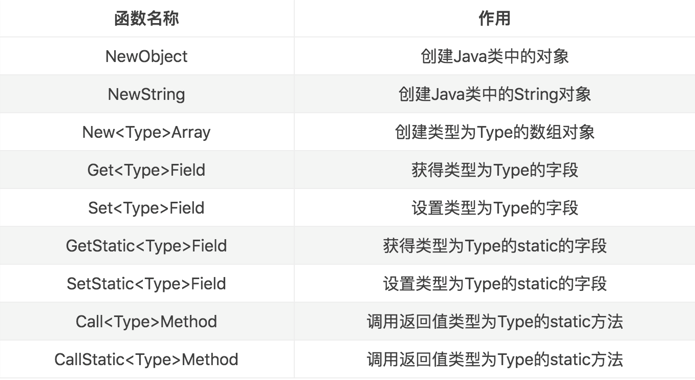 函数名称 作用
NewObject 创建Java类中的对象
NewString 创建Java类中的String对象
New<Type>Array 创建类型为Type的数组对象
Get<Type>Field 获得类型为Type的字段
Set<Type>Field 设置类型为Type的字段
GetStatic<Type>Field 获得类型为Type的static的字段
SetStatic<Type>Field 设置类型为Type的static的字段
Call<Type>Method 调用返回值类型为Type的static方法
CallStatic<Type>Method 调用返回值类型为Type的static方法